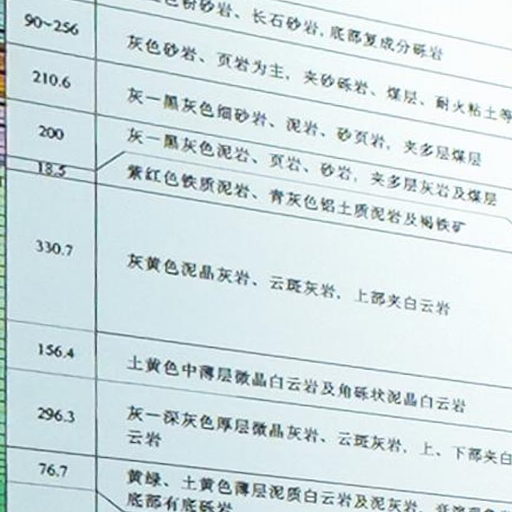 色粉砂岩、长石砂岩，底部复成分砾岩
90~256
灰色砂岩、页岩为主，夹砂砾岩、煤层、耐火粘土等
210.6
灰一黑灰色细砂岩、泥岩、砂页岩，夹多层煤层
200
灰一黑灰色泥岩、页岩、砂岩，夹多层灰岩及煤层
18.5
紫红色铁质泥岩、青灰色铝土质泥岩及褐铁矿
330.7
灰黄色泥晶灰岩、云斑灰岩，上部夹白云岩
156.4
土黄色中薄层微晶白云岩及角砾状泥晶白云岩
296.3
灰一深灰色厚层微晶灰岩、云斑灰岩，上、下部夹白
云岩
76.7
黄绿、土黄色薄层泥质白云岩及泥灰岩，
底部有底砾岩